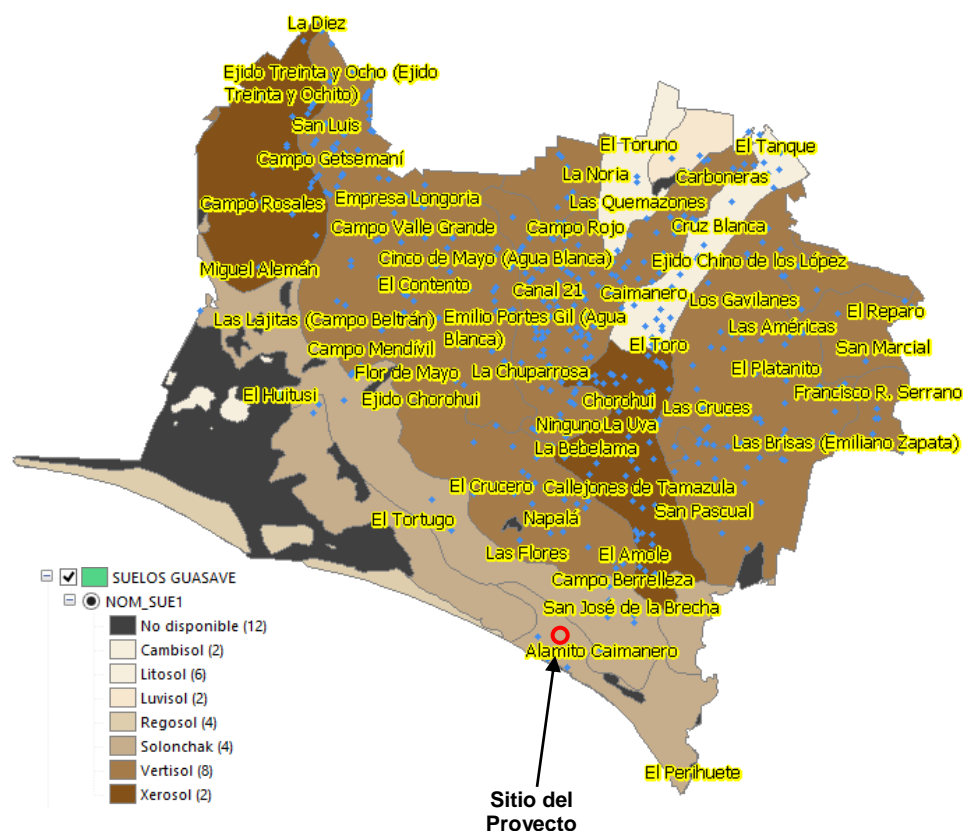 La Diez
Ejido Treinta y Ocho (Ejido
Treinta y Ochito)
San Luis
El Toruno
El Tanque
Campo Getsemaní
La Noria
Carboneras
Campo Rosales
Empresa Longoria
Las Quemazones
Campo Valle Grande
Campo Rojo
Cruz Blanca
Cinco de Mayo (Agua Blanca)
Ejido Chino de los López
Miguel Alemán
El Contento
Canal 21
Caimanero
Los Gavilanes
El Reparo
Las Lajitas (Campo Beltrán)
Emilio Portes Gil (Agua
Blanca)
Las Américas
Campo Mendívil
El Toro
San Marcial
Flor de Mayo
La Chuparrosa
El Platanito
El Huitusi
Ejido Chorohui
Chorohui
Las Cruces
Francisco R. Serrano
Ninguno
La Uva
La Bebelama
Las Brisas (Emiliano Zapata)
El Crucero
Callejones de Tamazula
El Tortugo
Napalá
San Pascual
Las Flores
El Amole
Campo Berrelleza
San José de la Brecha
Alamito Caimanero
El Perihuete
SUELOS GUASAVE
NOM_SUE1
No disponible (12)
Cambisol (2)
Litosol (6)
Luvisol (2)
Regosol (4)
Solonchak (4)
Vertisol (8)
Xerosol (2)
Sitio del
Proyecto